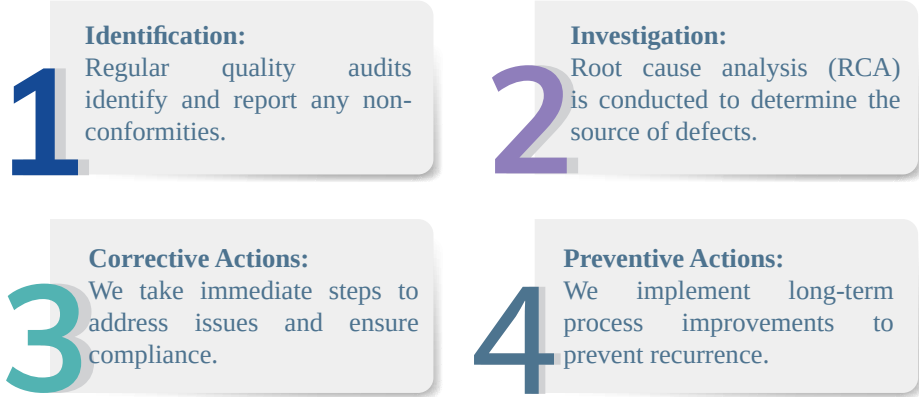 1
Identification:
Regular quality audits
identify and report any non-
conformities.
2
Investigation:
Root cause analysis (RCA)
is conducted to determine the
source of defects.
3
Corrective Actions:
We take immediate steps to
address issues and ensure
compliance.
4
Preventive Actions:
We implement long-term
process improvements to
prevent recurrence.